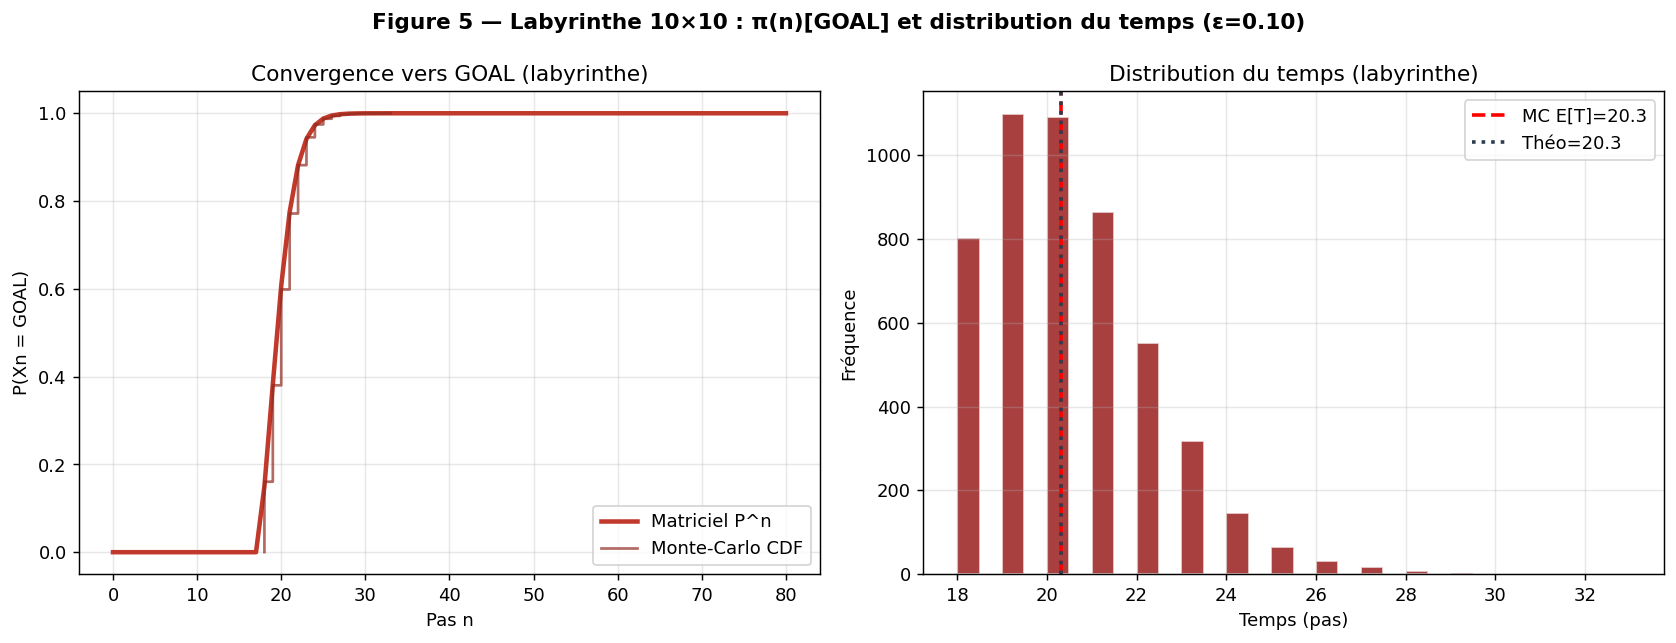 Figure 5 — Labyrinthe 10×10 : π(n)[GOAL] et distribution du temps (ε=0.10)
Convergence vers GOAL (labyrinthe)
P(Xn = GOAL)
1.0
0.8
0.6
0.4
0.2
0.0
Matriciel P^n
Monte-Carlo CDF
0 10 20 30 40 50 60 70 80
Pas n
Distribution du temps (labyrinthe)
Fréquence
1000
800
600
400
200
0
MC E[T]=20.3
Théo=20.3
18 20 22 24 26 28 30 32
Temps (pas)